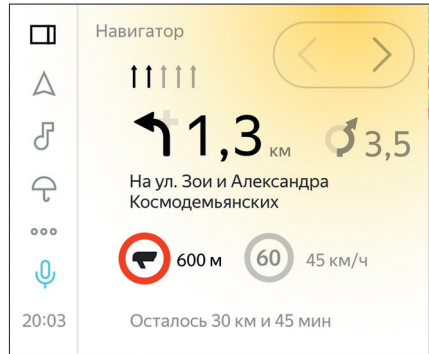 Навигатор
1,3 км
3,5
На ул. Зои и Александра
Космодемьянских
600 м
60
45 км/ч
20:03
Осталось 30 км и 45 мин